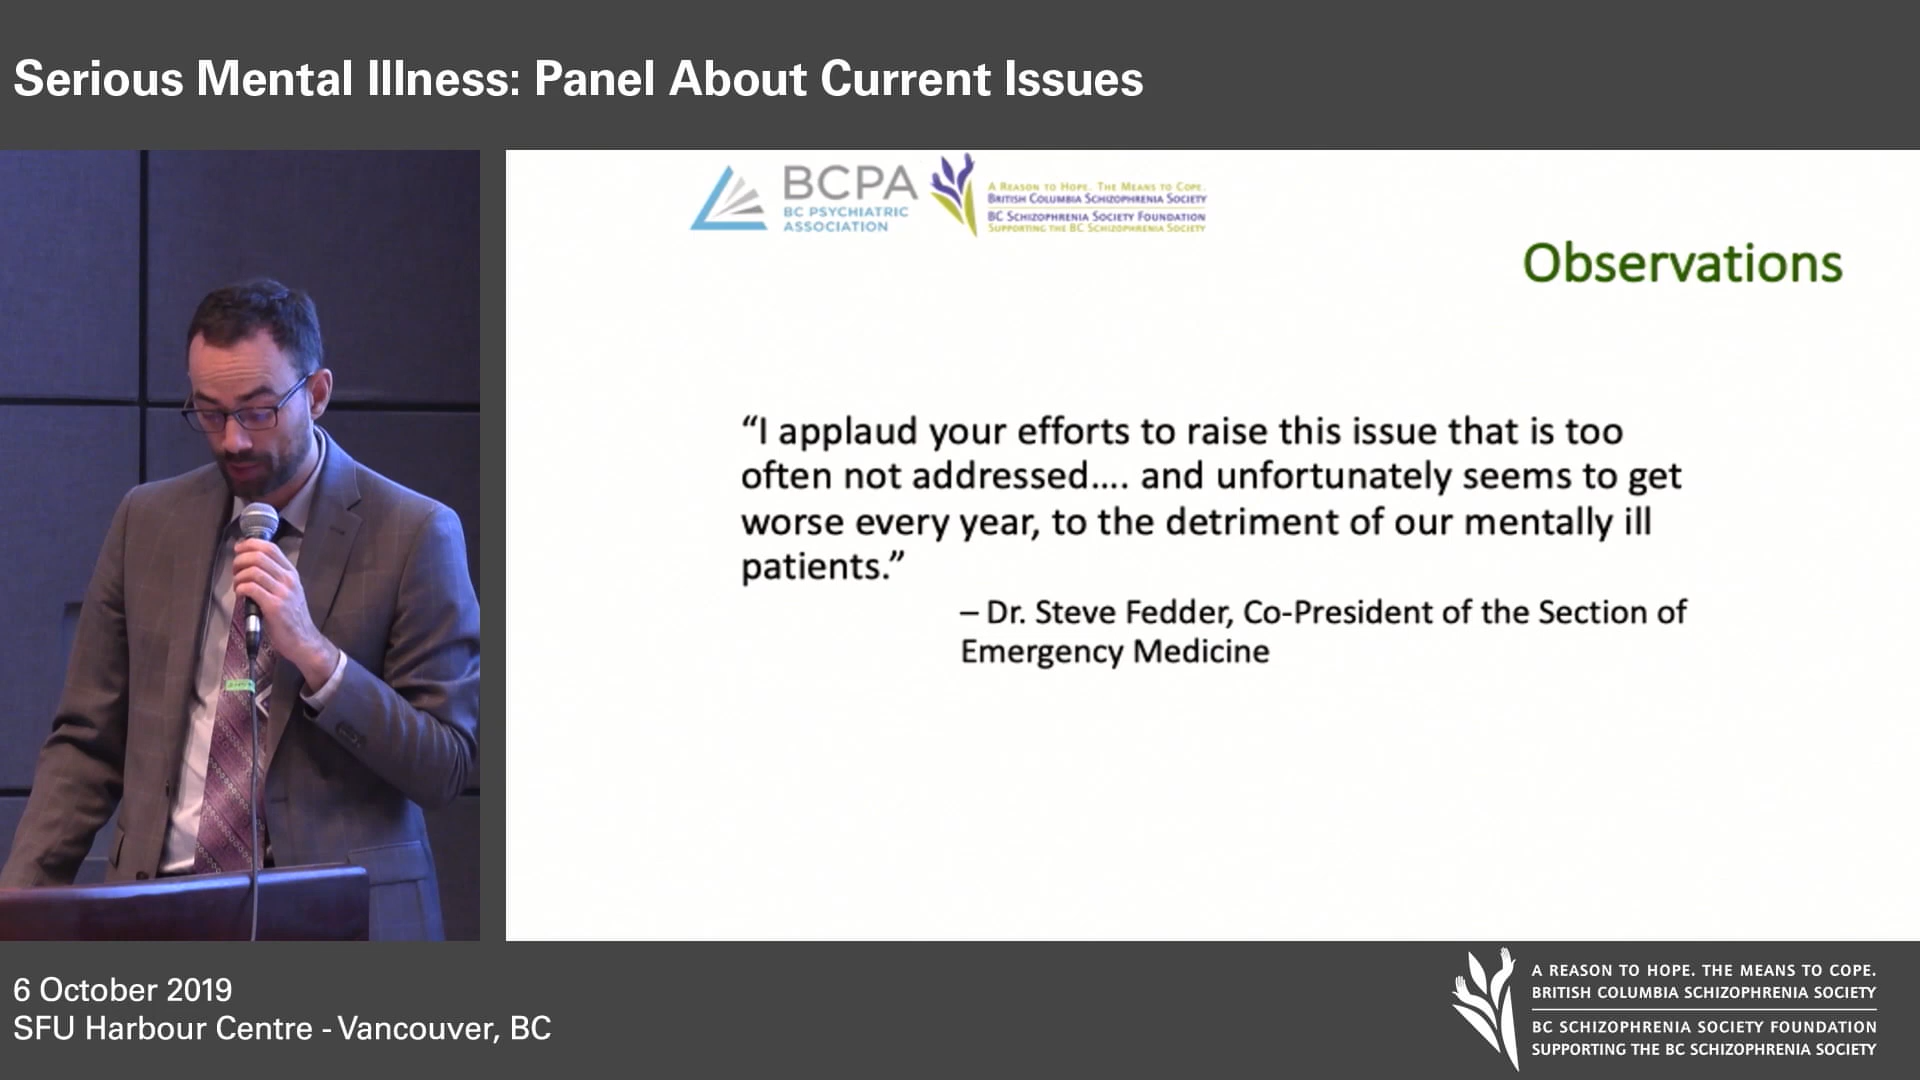 Serious Mental Illness: Panel About Current Issues
BCPA
BC PSYCHIATRIC
ASSOCIATION
A REASON TO HOPE. THE MEANS TO COPE.
BRITISH COLUMBIA SCHIZOPHRENIA SOCIETY
BC SCHIZOPHRENIA SOCIETY FOUNDATION
SUPPORTING THE BC SCHIZOPHRENIA SOCIETY
Observations
“I applaud your efforts to raise this issue that is too
often not addressed.... and unfortunately seems to get
worse every year, to the detriment of our mentally ill
patients.”
– Dr. Steve Fedder, Co-President of the Section of
Emergency Medicine
6 October 2019
SFU Harbour Centre - Vancouver, BC
A REASON TO HOPE. THE MEANS TO COPE.
BRITISH COLUMBIA SCHIZOPHRENIA SOCIETY
BC SCHIZOPHRENIA SOCIETY FOUNDATION
SUPPORTING THE BC SCHIZOPHRENIA SOCIETY